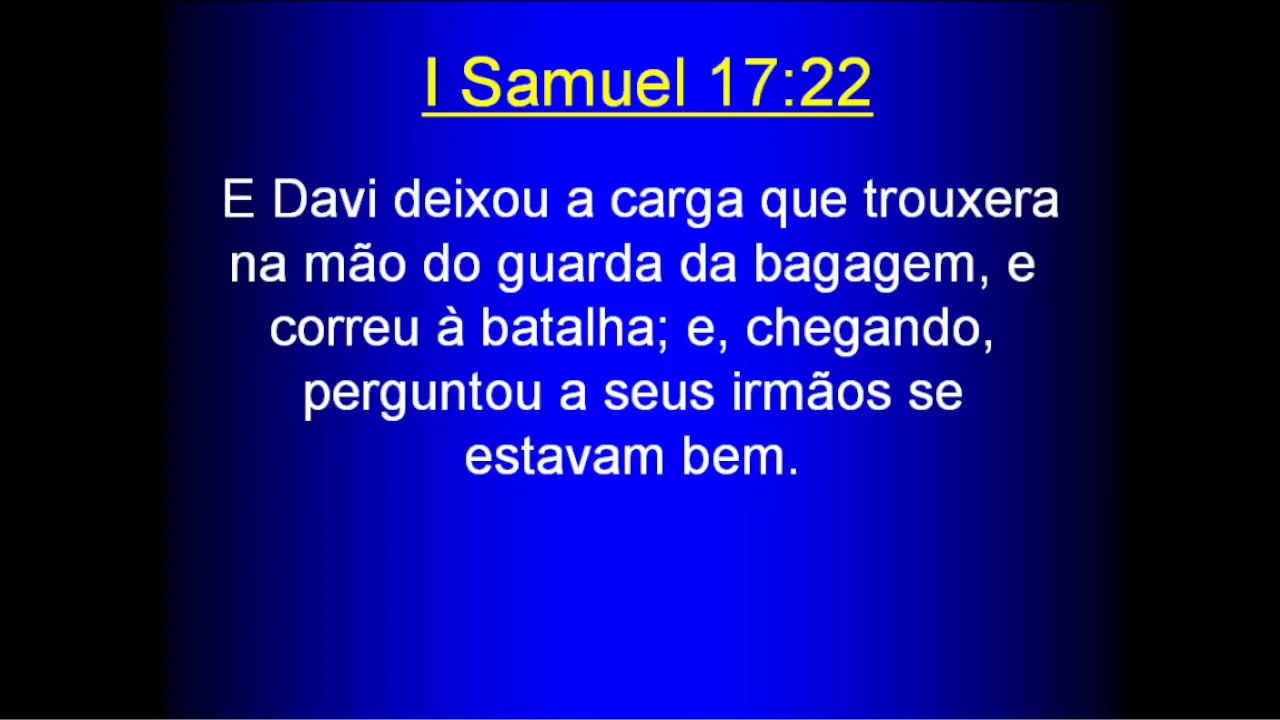 I Samuel 17:22
E Davi deixou a carga que trouxera
na mão do guarda da bagagem, e
correu à batalha; e, chegando,
perguntou a seus irmãos se
estavam bem.